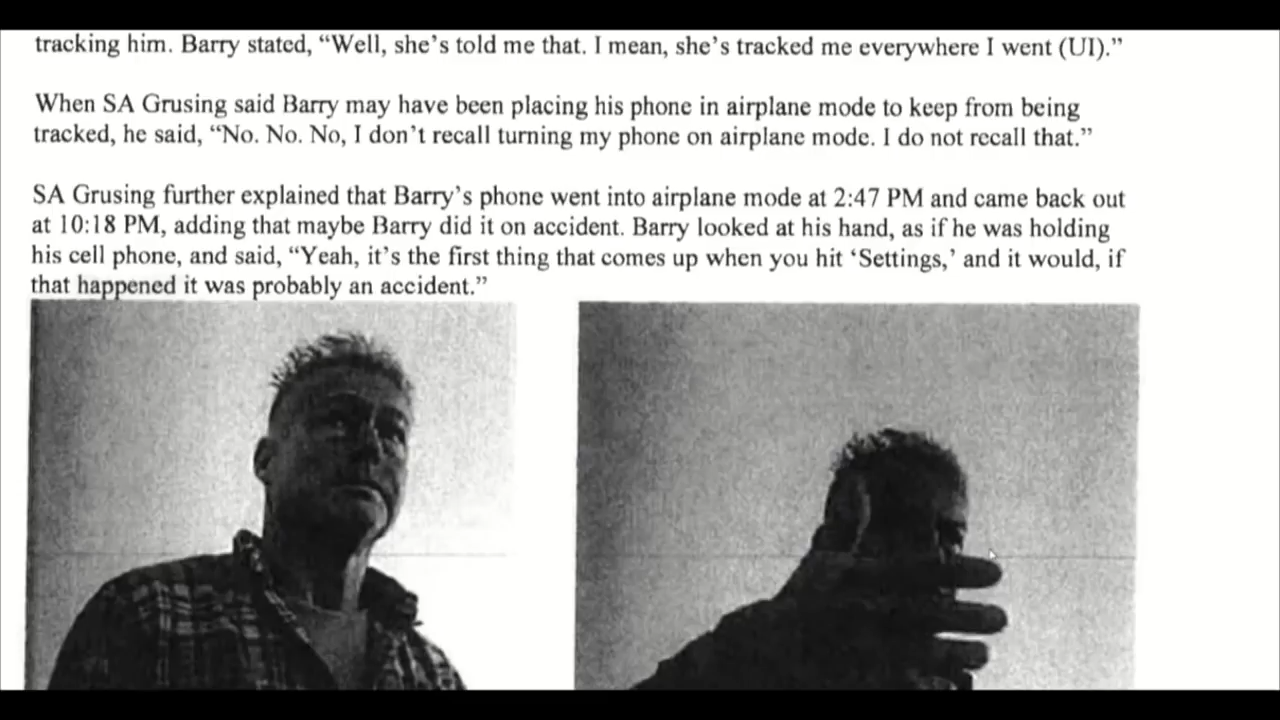 tracking him. Barry stated, “Well, she’s told me that. I mean, she’s tracked me everywhere I went (UI).”
When SA Grusing said Barry may have been placing his phone in airplane mode to keep from being
tracked, he said, “No. No. No, I don’t recall turning my phone on airplane mode. I do not recall that.”
SA Grusing further explained that Barry’s phone went into airplane mode at 2:47 PM and came back out
at 10:18 PM, adding that maybe Barry did it on accident. Barry looked at his hand, as if he was holding
his cell phone, and said, “Yeah, it’s the first thing that comes up when you hit ‘Settings,’ and it would, if
that happened it was probably an accident.”